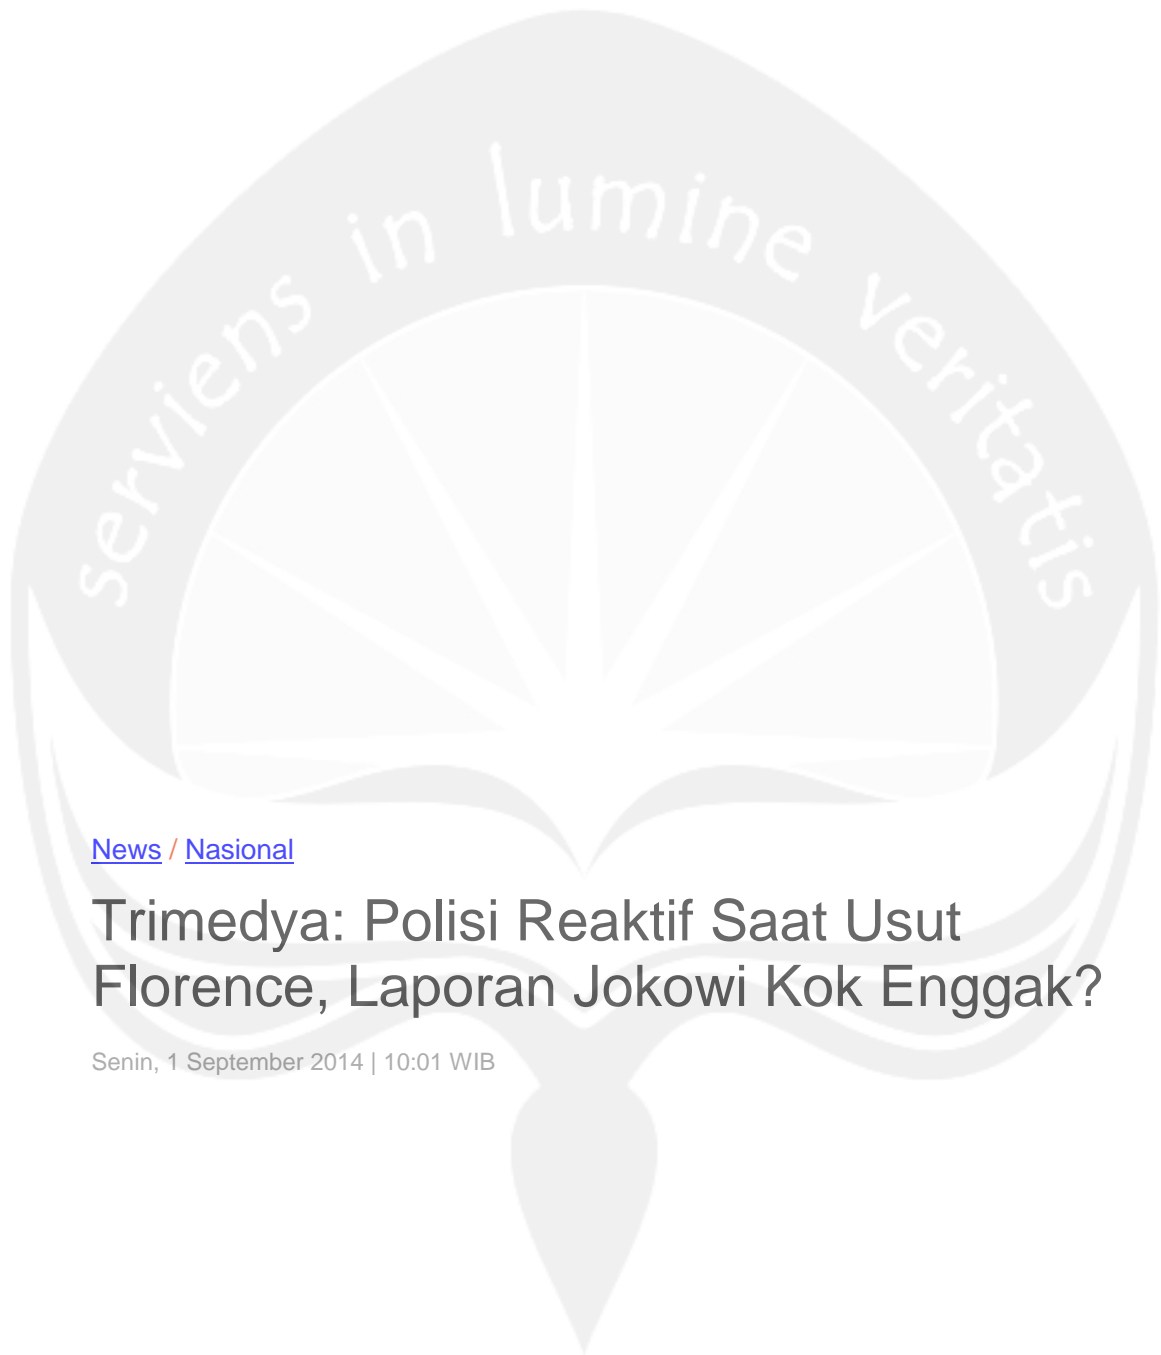 serviens in lumine veritatis
News / Nasional
Trimedya: Polisi Reaktif Saat Usut
Florence, Laporan Jokowi Kok Enggak?
Senin, 1 September 2014 | 10:01 WIB